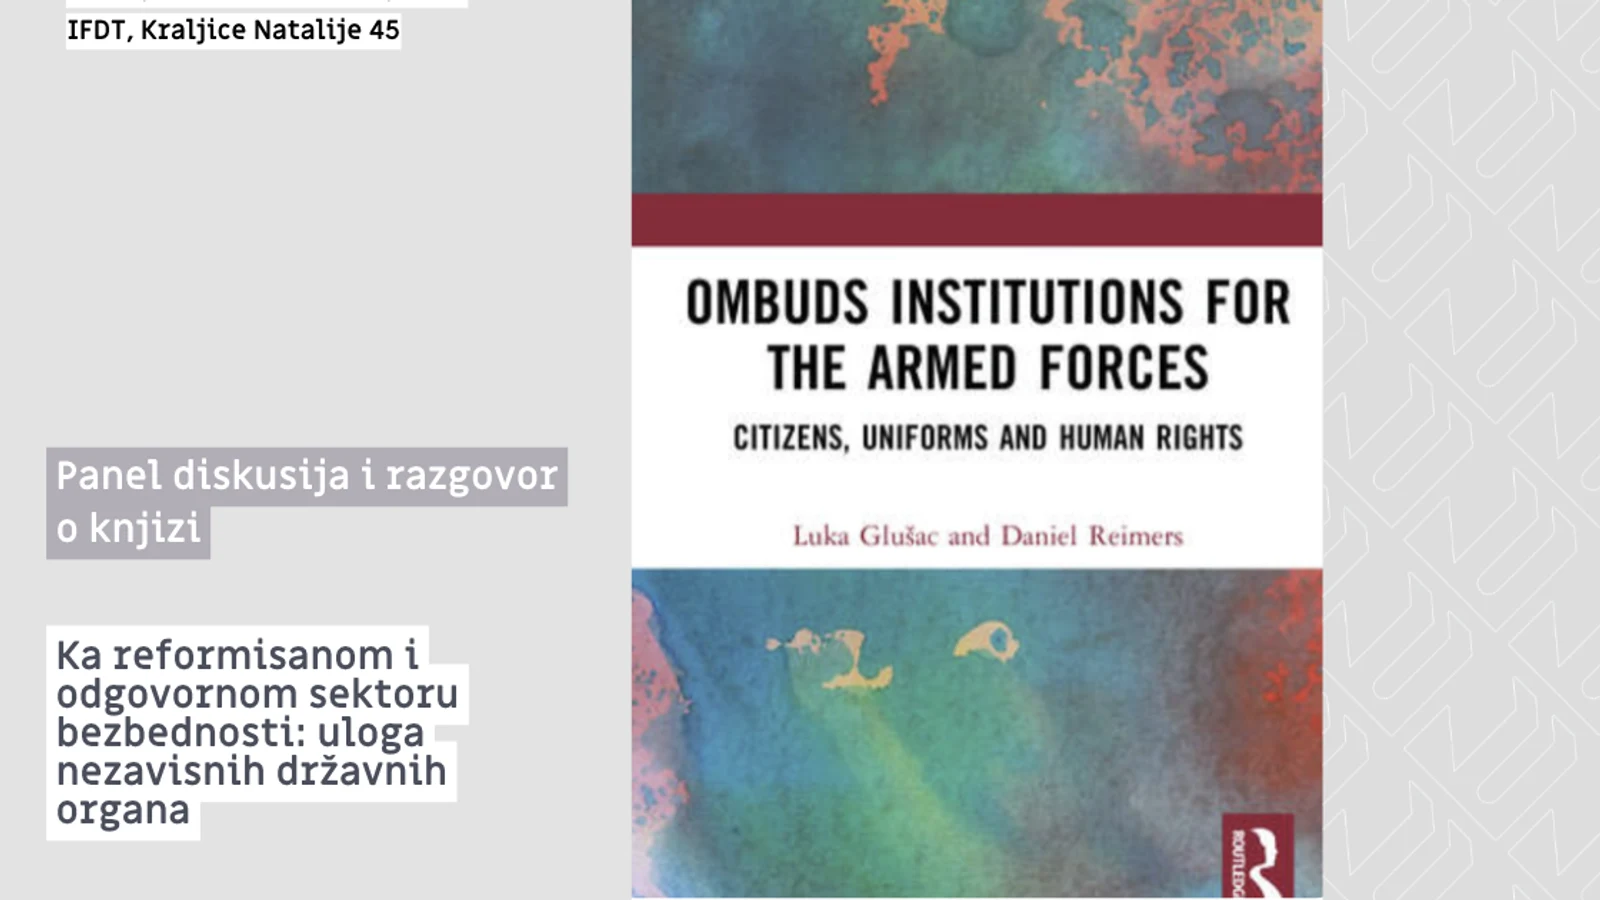 IFDT, Kraljice Natalije 45
OMBUDS INSTITUTIONS FOR
THE ARMED FORCES
CITIZENS, UNIFORMS AND HUMAN RIGHTS
Luka Glušac and Daniel Reimers
Panel diskusija i razgovor
o knjizi
Ka reformisanom i
odgovornom sektoru
bezbednosti: uloga
nezavisnih državnih
organa